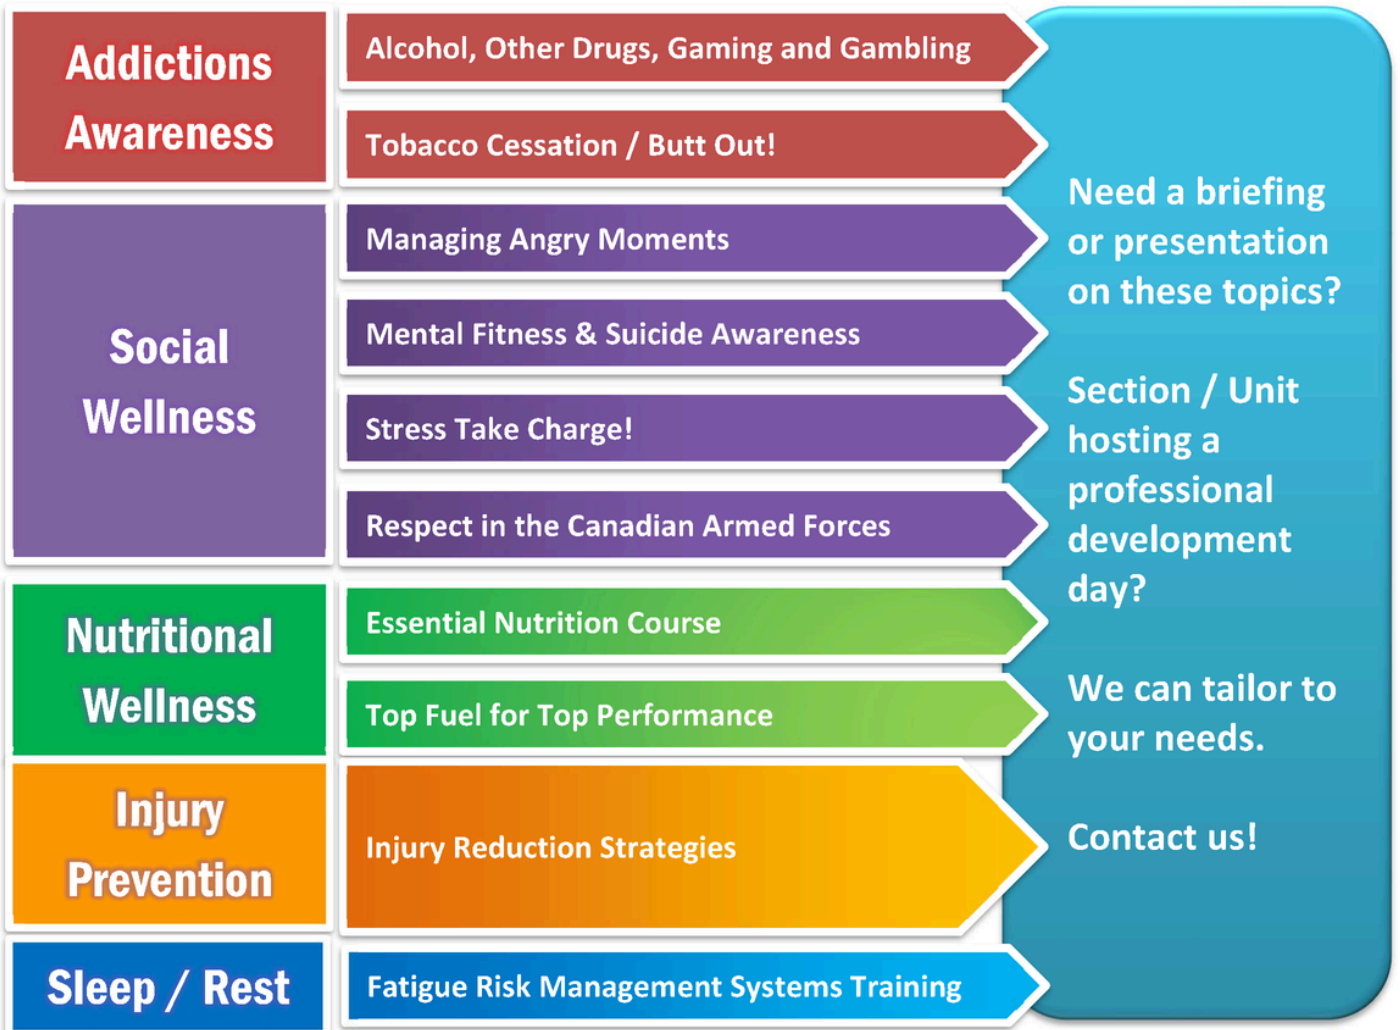 Addictions
Awareness
Alcohol, Other Drugs, Gaming and Gambling
Tobacco Cessation / Butt Out!
Social
Wellness
Managing Angry Moments
Mental Fitness & Suicide Awareness
Stress Take Charge!
Respect in the Canadian Armed Forces
Nutritional
Wellness
Essential Nutrition Course
Top Fuel for Top Performance
Injury
Prevention
Injury Reduction Strategies
Sleep / Rest
Fatigue Risk Management Systems Training
Need a briefing
or presentation
on these topics?
Section / Unit
hosting a
professional
development
day?
We can tailor to
your needs.
Contact us!